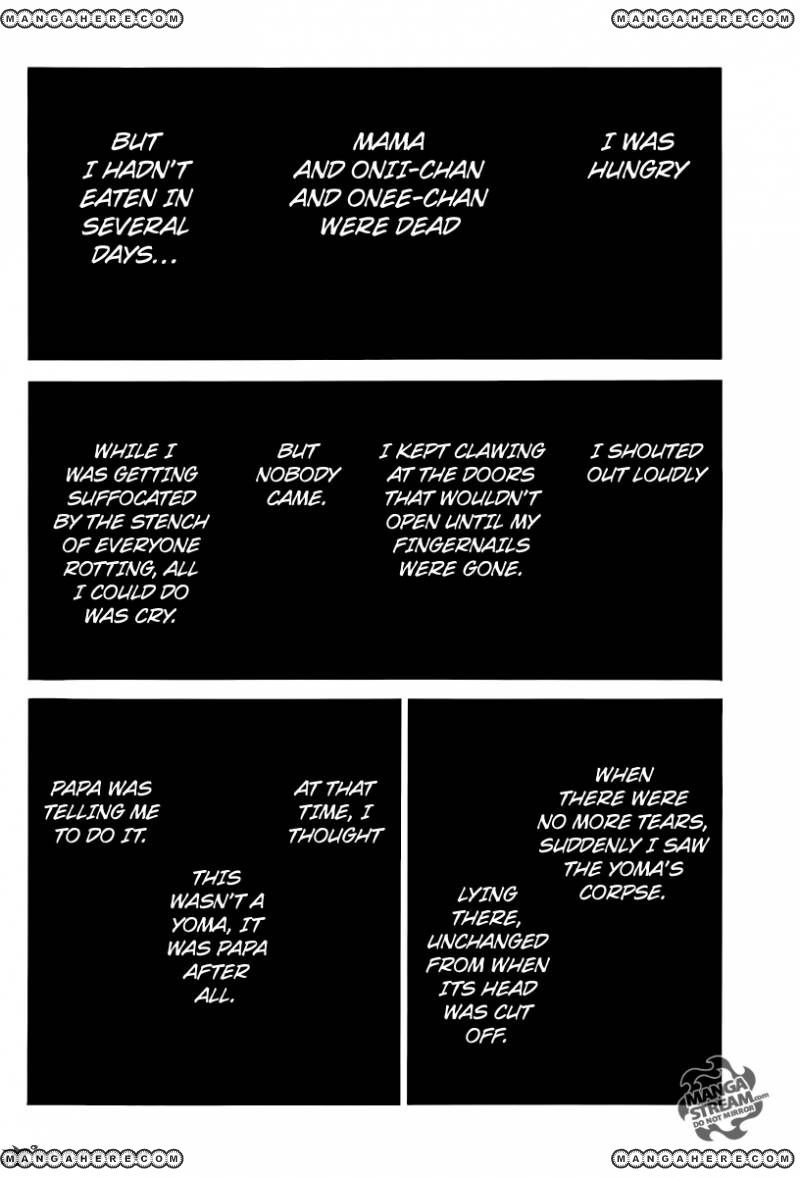 MANGAHERE.COM
MANGAHERE.COM
I WAS
HUNGRY
MAMA
AND ONII-CHAN
AND ONEE-CHAN
WERE DEAD
BUT
I HADN'T
EATEN IN
SEVERAL
DAYS...
I SHOUTED
OUT LOUDLY
I KEPT CLAWING
AT THE DOORS
THAT WOULDN'T
OPEN UNTIL MY
FINGERNAILS
WERE GONE.
BUT
NOBODY
CAME.
WHILE I
WAS GETTING
SUFFOCATED
BY THE STENCH
OF EVERYONE
ROTTING, ALL
I COULD DO
WAS CRY.
WHEN
THERE WERE
NO MORE TEARS,
SUDDENLY I SAW
THE YOMA'S
CORPSE.
LYING
THERE,
UNCHANGED
FROM WHEN
ITS HEAD
WAS CUT
OFF.
AT THAT
TIME, I
THOUGHT
THIS
WASN'T A
YOMA, IT
WAS PAPA
AFTER
ALL.
PAPA WAS
TELLING ME
TO DO IT.
MANGA
STREAM.com
DO NOT MIRROR
MANGAHERE.COM
MANGAHERE.COM